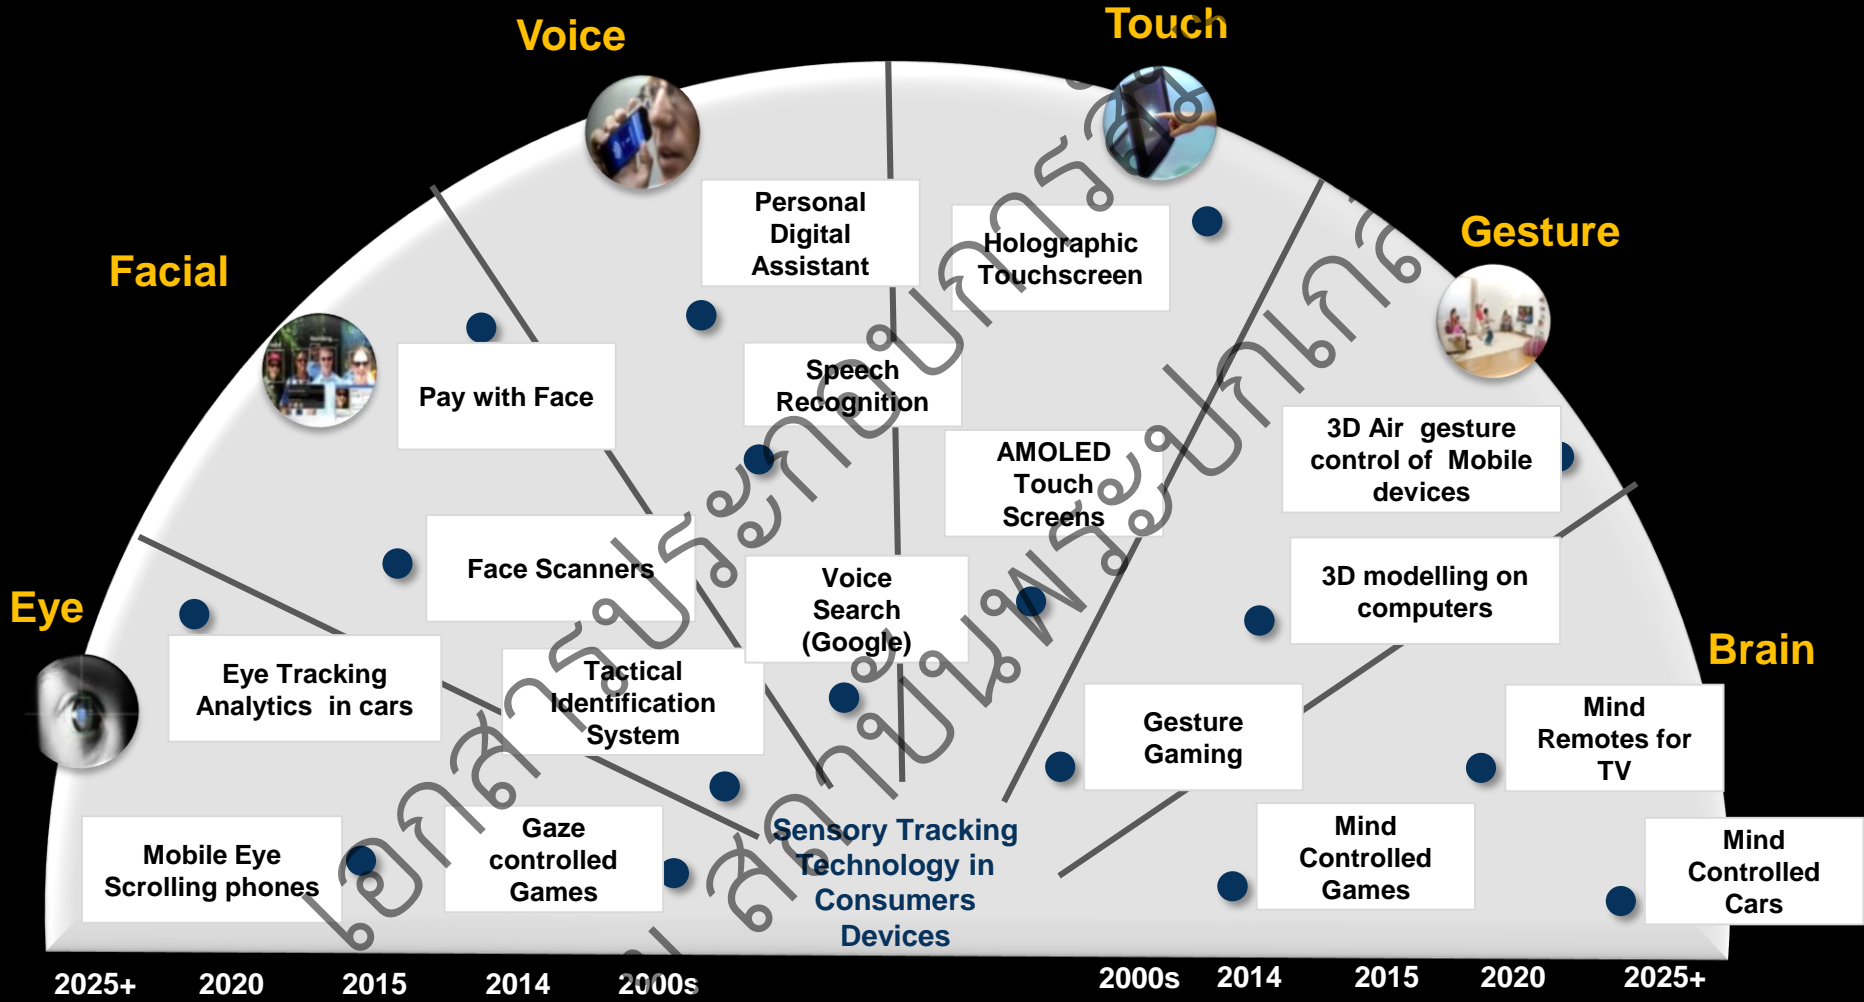 Voice
Touch
Facial
Gesture
Eye
Brain
Personal
Digital
Assistant
Holographic
Touchscreen
Pay with Face
Speech
Recognition
3D Air gesture
control of Mobile
devices
AMOLED
Touch
Screens
Face Scanners
Voice
Search
(Google)
3D modelling on
computers
Eye Tracking
Analytics in cars
Tactical
Identification
System
Gesture
Gaming
Mind
Remotes for
TV
Mobile Eye
Scrolling phones
Gaze
controlled
Games
Sensory Tracking
Technology in
Consumers
Devices
Mind
Controlled
Games
Mind
Controlled
Cars
2025+ 2020 2015 2014 2000s
2000s 2014 2015 2020 2025+